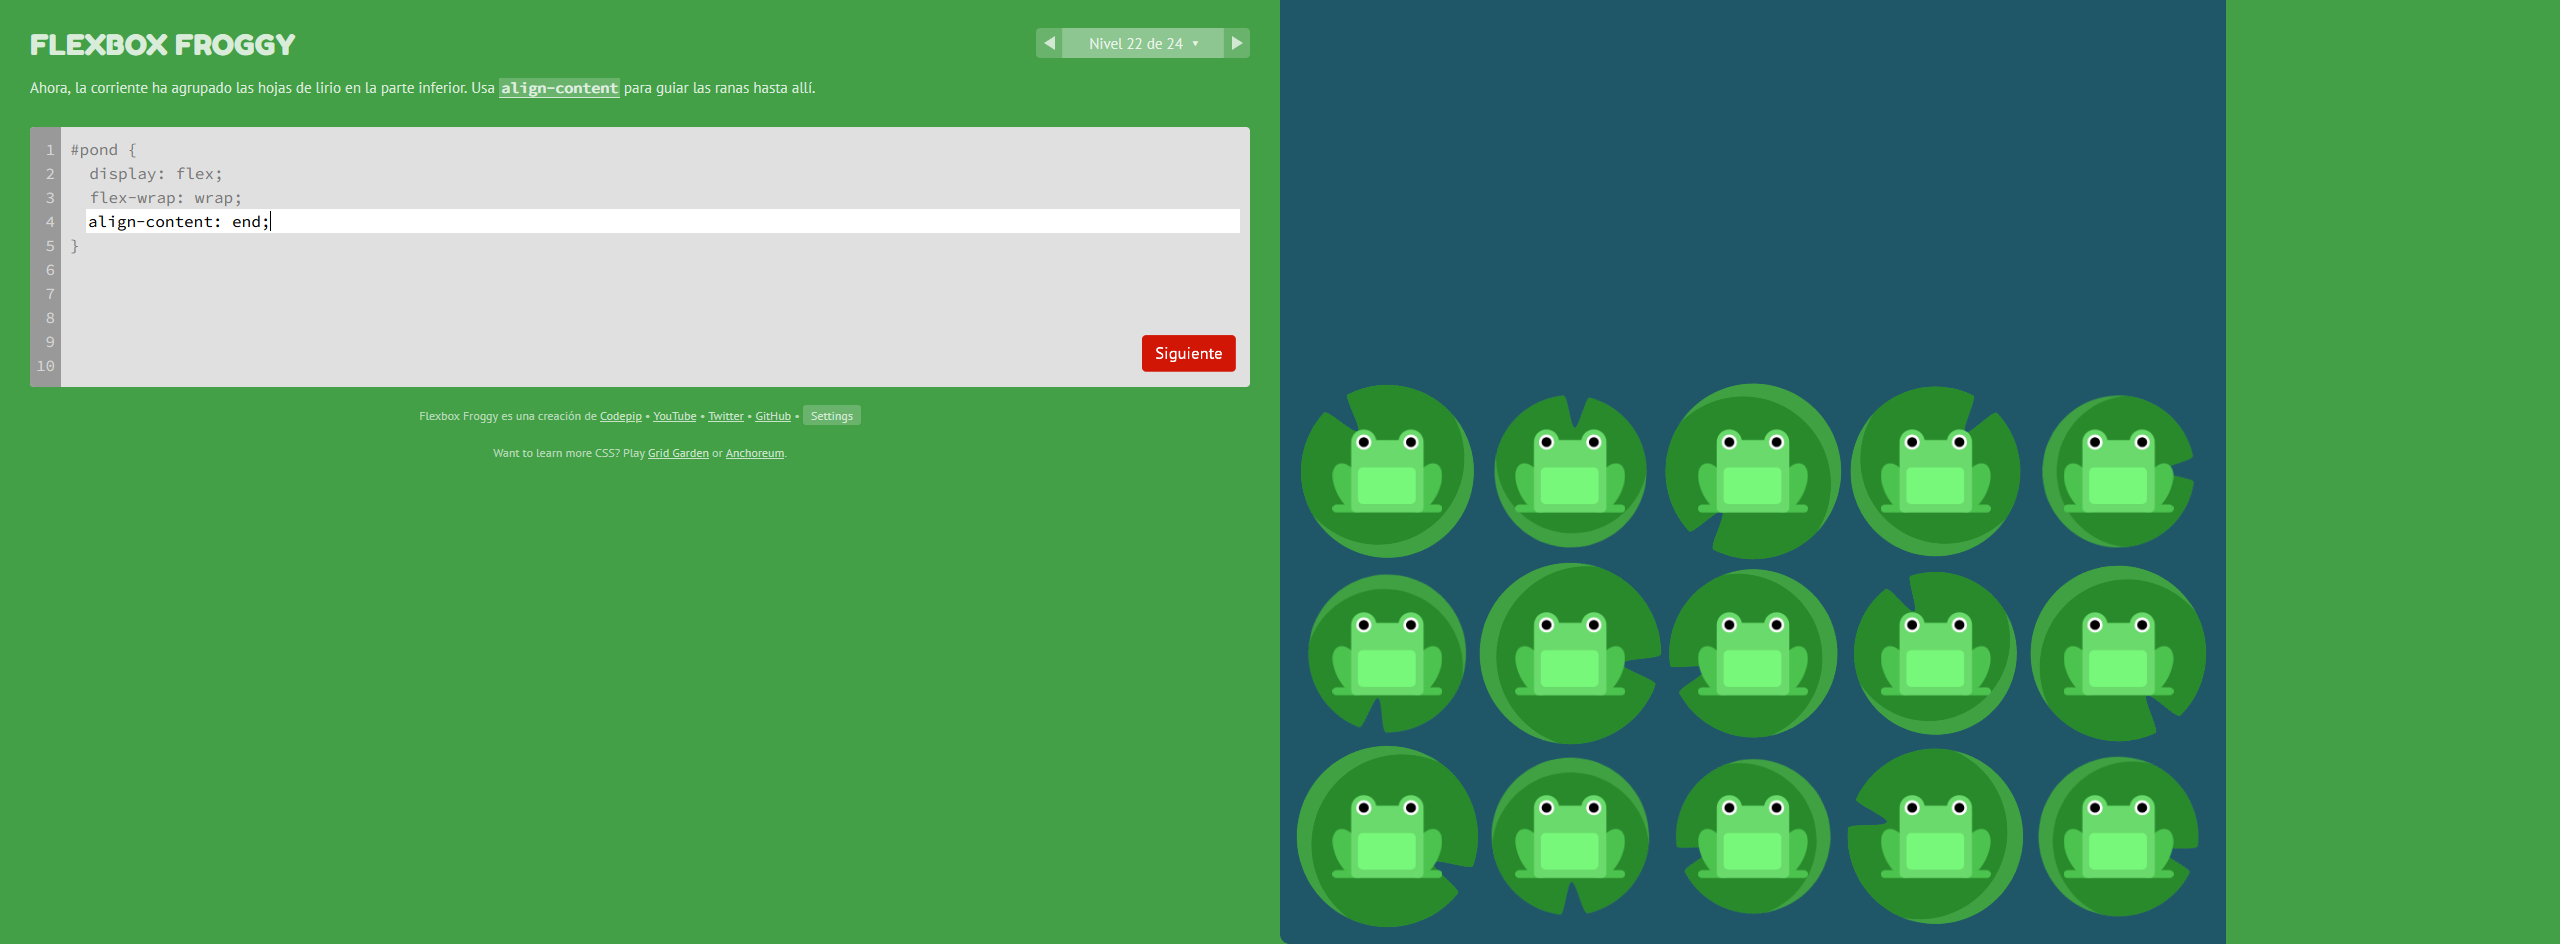 FLEXBOX FROGGY
Nivel 22 de 24
Ahora, la corriente ha agrupado las hojas de lirio en la parte inferior. Usa align-content para guiar las ranas hasta allí.
1 #pond {
2 display: flex;
3 flex-wrap: wrap;
4 align-content: end;
5 }
6
7
8
9
10
Siguiente
Flexbox Froggy es una creación de Codepip • YouTube • Twitter • GitHub • Settings
Want to learn more CSS? Play Grid Garden or Anchoreum.